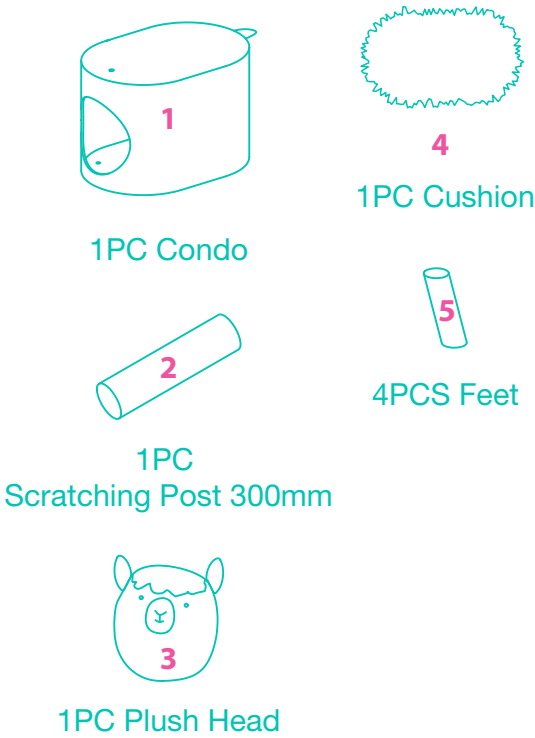 1
1PC Condo
4
1PC Cushion
2
1PC
Scratching Post 300mm
5
4PCS Feet
3
1PC Plush Head